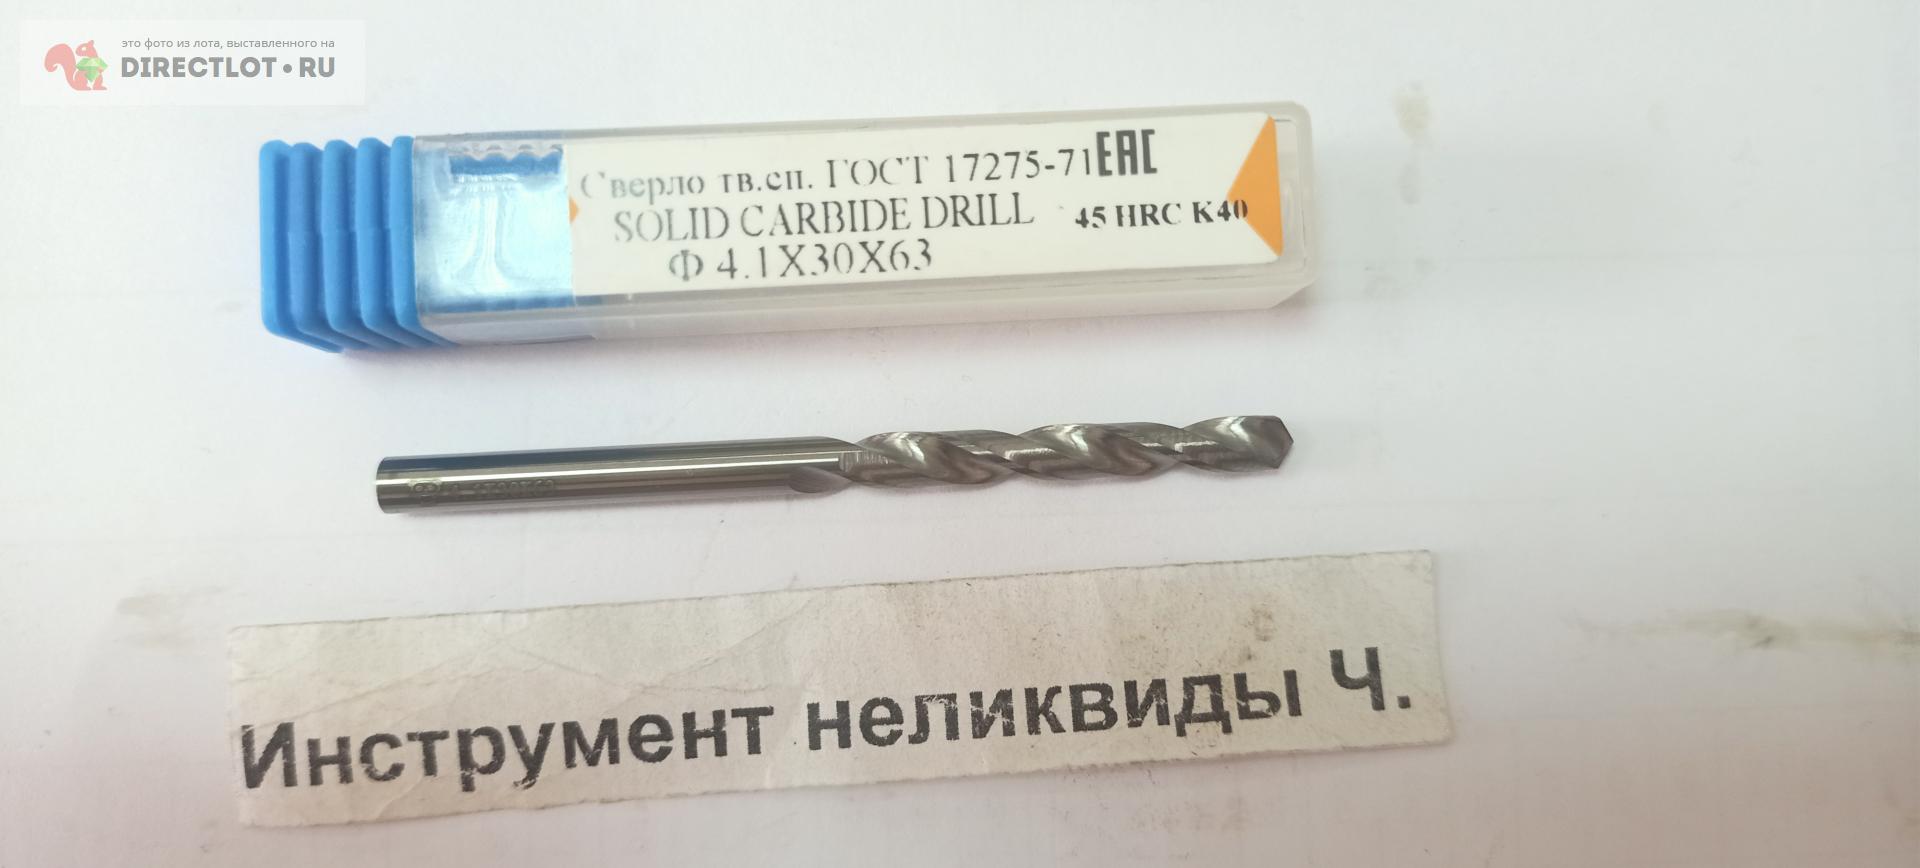 это фото из лота, выставленного на
DIRECTLOT•RU
Сверло тв.сп. ГОСТ 17275-71 EAC
SOLID CARBIDE DRILL 45 HRC K40
Ф 4.1X30X63
Инструмент неликвиды Ч.